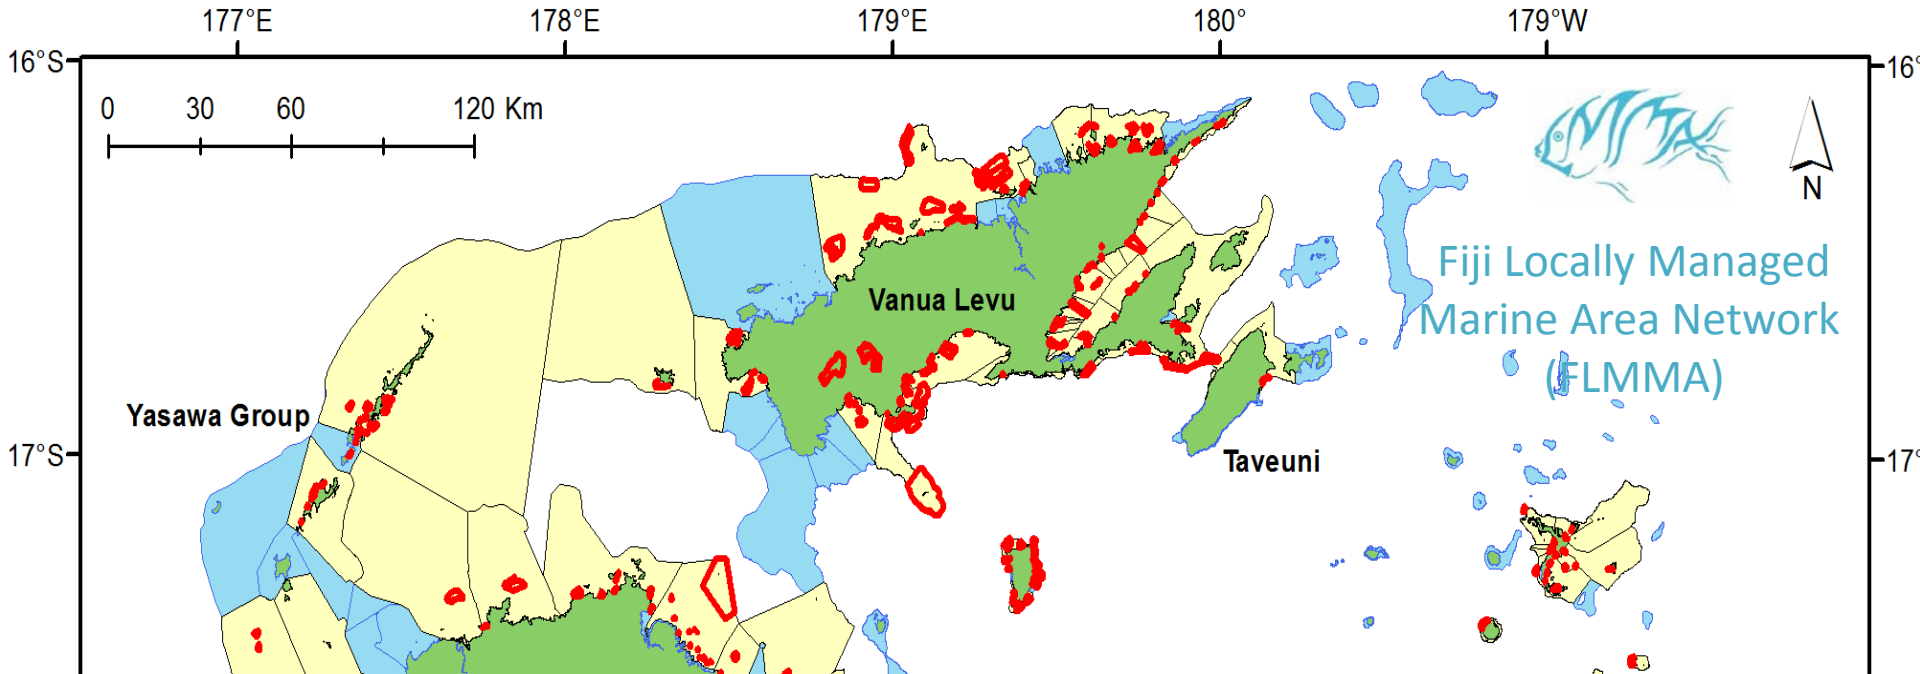 177°E 178°E 179°E 180° 179°W
16°S 16°
0 30 60 120 Km
N
Fiji Locally Managed
Marine Area Network
(FLMMA)
Vanua Levu
Yasawa Group
17°S 17°
Taveuni